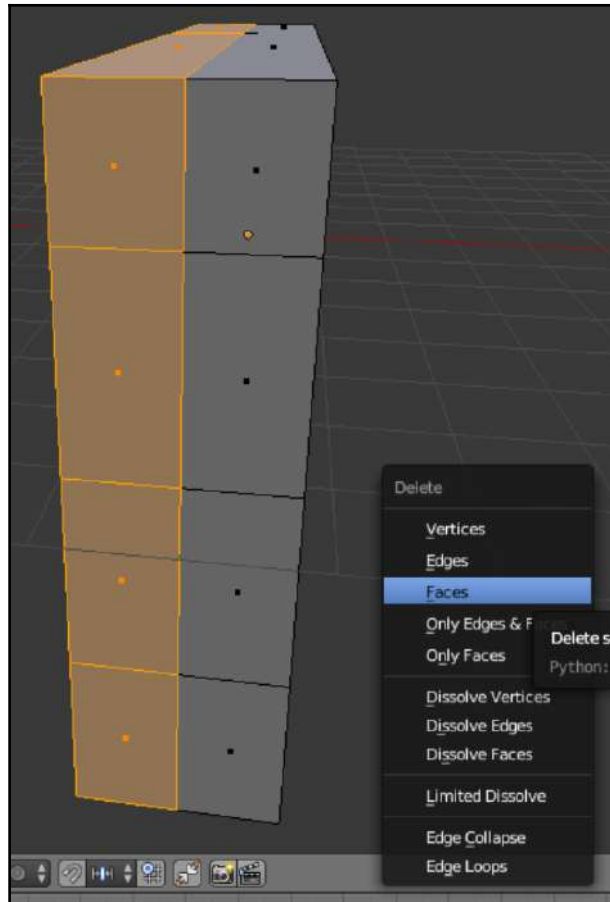 Delete
Vertices
Edges
Faces
Only Edges &
Delete s
Only Faces
Python:
Dissolve Vertices
Dissolve Edges
Dissolve Faces
Limited Dissolve
Edge Collapse
Edge Loops